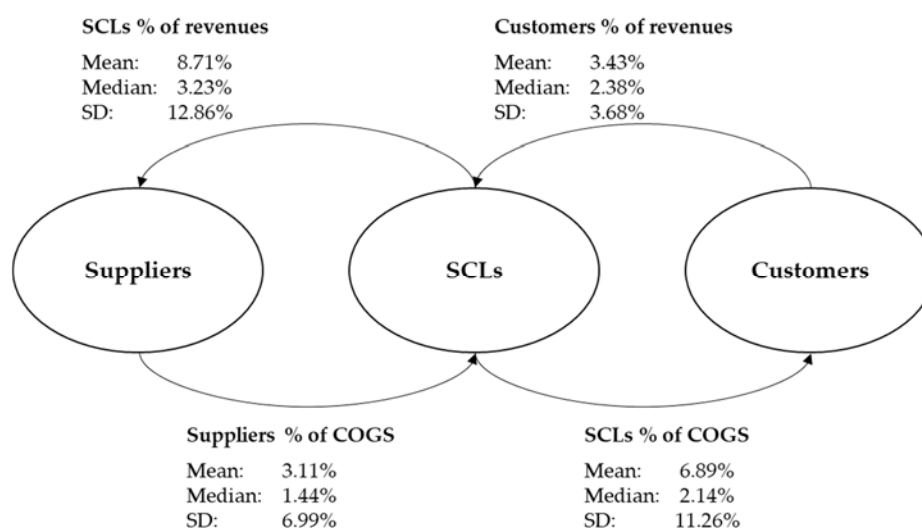 SCLs % of revenues
Mean: 8.71%
Median: 3.23%
SD: 12.86%
Customers % of revenues
Mean: 3.43%
Median: 2.38%
SD: 3.68%
Suppliers
SCLs
Customers
Suppliers % of COGS
Mean: 3.11%
Median: 1.44%
SD: 6.99%
SCLs % of COGS
Mean: 6.89%
Median: 2.14%
SD: 11.26%